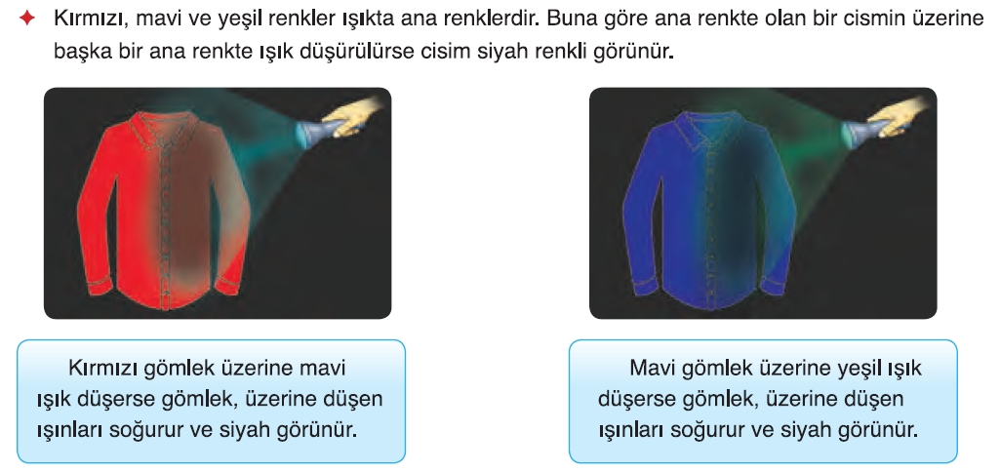 Kırmızı, mavi ve yeşil renkler ışıkta ana renklerdir. Buna göre ana renkte olan bir cismin üzerine
başka bir ana renkte ışık düşürülürse cisim siyah renkli görünür.
Kırmızı gömlek üzerine mavi
ışık düşerse gömlek, üzerine düşen
ışınları soğurur ve siyah görünür.
Mavi gömlek üzerine yeşil ışık
düşerse gömlek, üzerine düşen
ışınları soğurur ve siyah görünür.